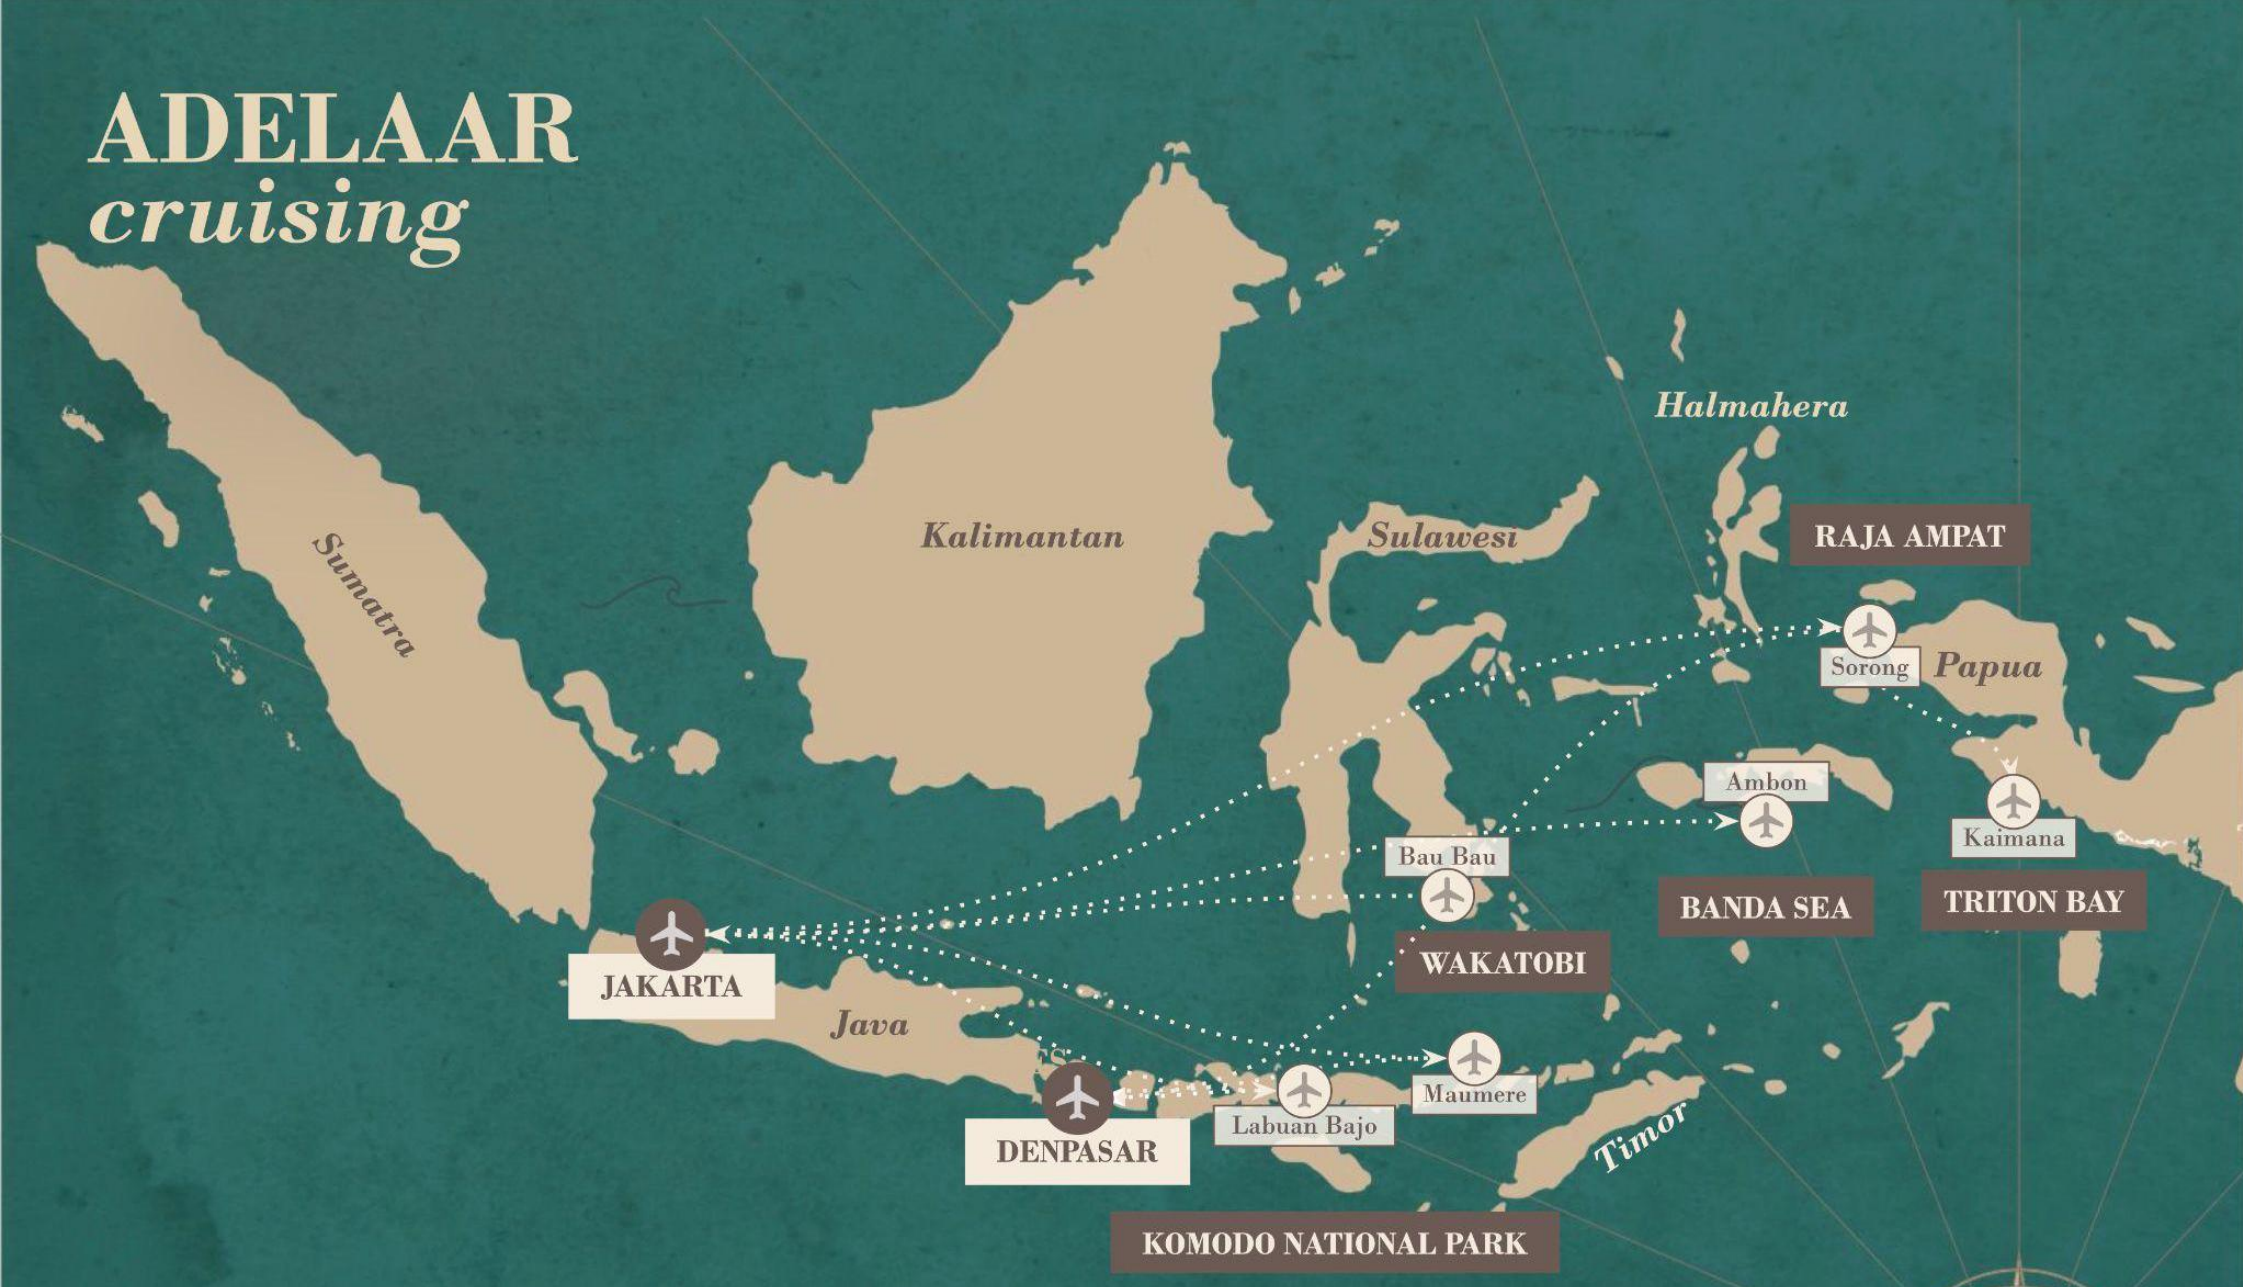 ADELAAR
cruising
Halmahera
Kalimantan
Sulawesi
RAJA AMPAT
Sumatra
Sorong
Papua
Ambon
Kaimana
Bau Bau
BANDA SEA
TRITON BAY
WAKATOBI
JAKARTA
Java
Maumere
Labuan Bajo
Timor
DENPASAR
KOMODO NATIONAL PARK